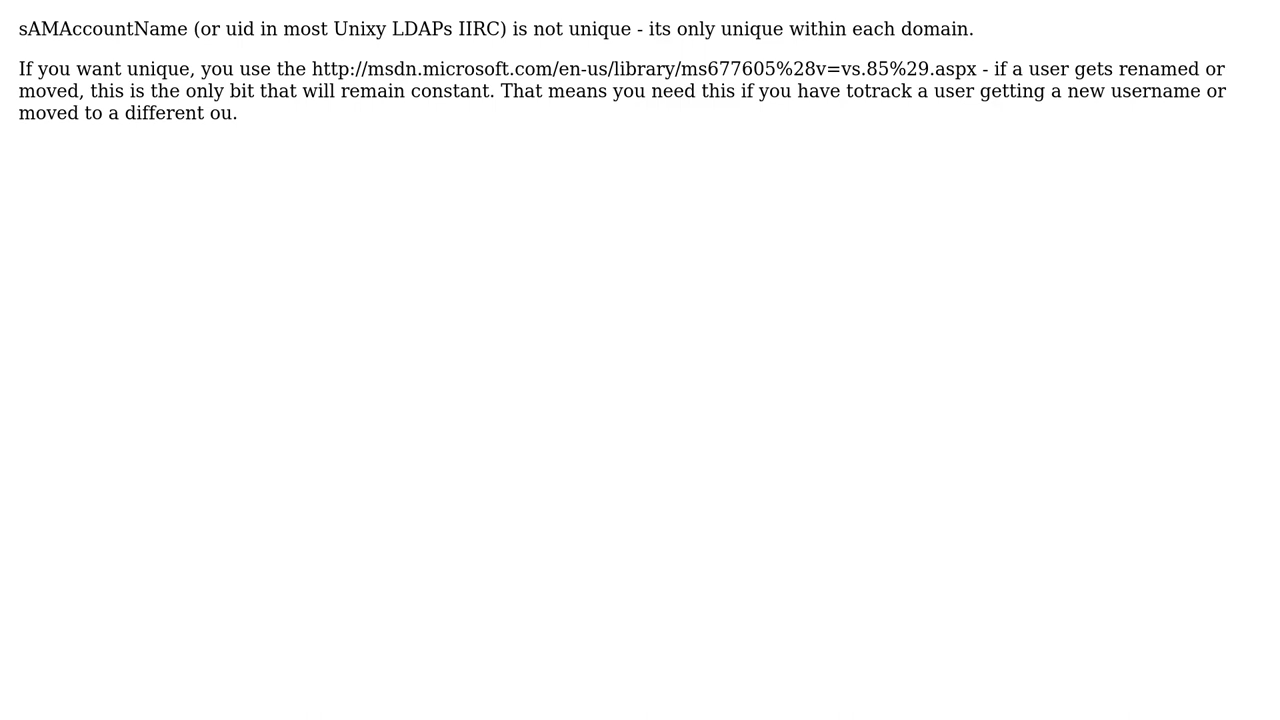 sAMAccountName (or uid in most Unixy LDAPs IIRC) is not unique - its only unique within each domain.
If you want unique, you use the http://msdn.microsoft.com/en-us/library/ms677605%28v=vs.85%29.aspx - if a user gets renamed or
moved, this is the only bit that will remain constant. That means you need this if you have totrack a user getting a new username or
moved to a different ou.